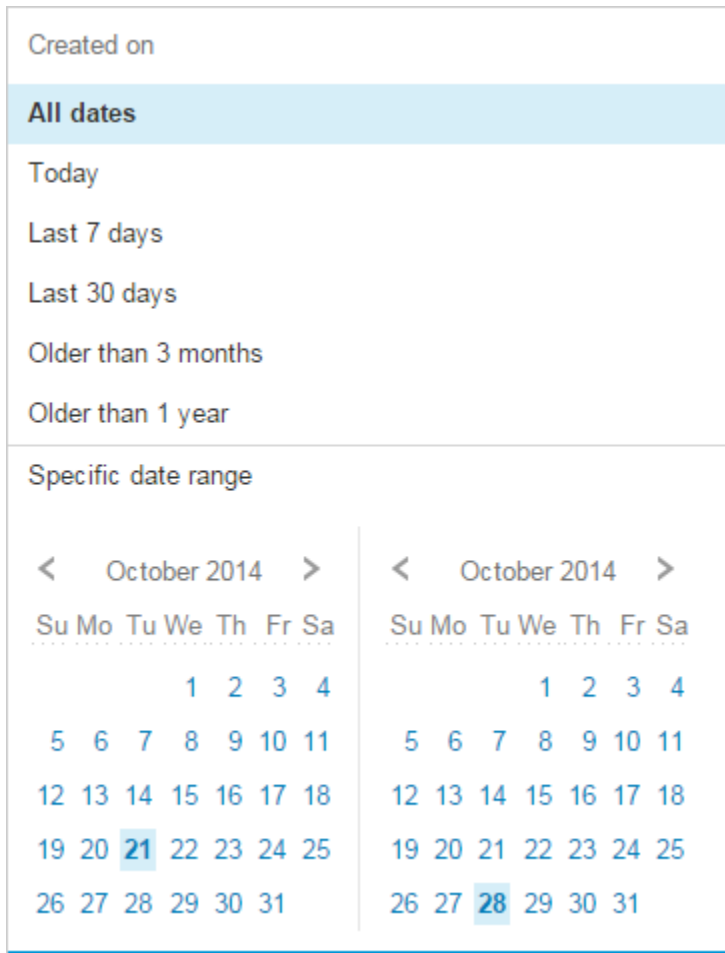 Created on
All dates
Today
Last 7 days
Last 30 days
Older than 3 months
Older than 1 year
Specific date range
< October 2014 >
Su Mo Tu We Th Fr Sa
1 2 3 4
5 6 7 8 9 10 11
12 13 14 15 16 17 18
19 20 21 22 23 24 25
26 27 28 29 30 31
< October 2014 >
Su Mo Tu We Th Fr Sa
1 2 3 4
5 6 7 8 9 10 11
12 13 14 15 16 17 18
19 20 21 22 23 24 25
26 27 28 29 30 31